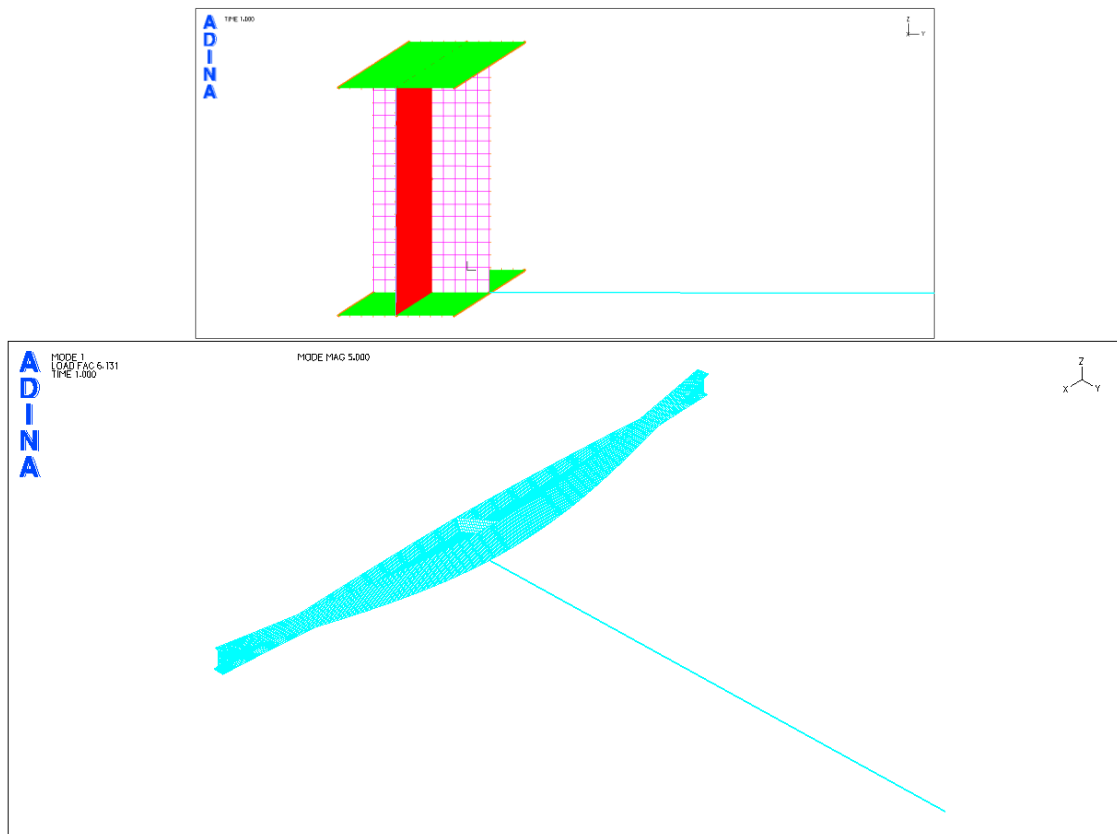 ADINA
TIME 1.000
Z
X Y
ADINA
MODE 1
LOAD FAC 6.131
TIME 1.000
MODE MAG 5.000
Z
X Y